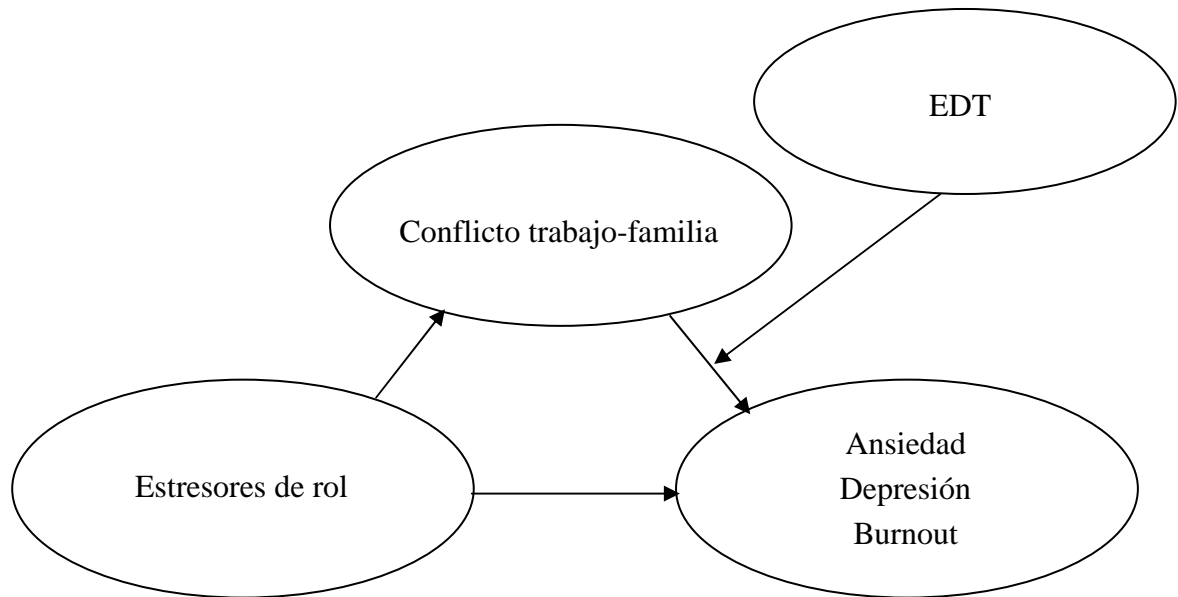 EDT
Conflicto trabajo-familia
Estresores de rol
Ansiedad
Depresión
Burnout